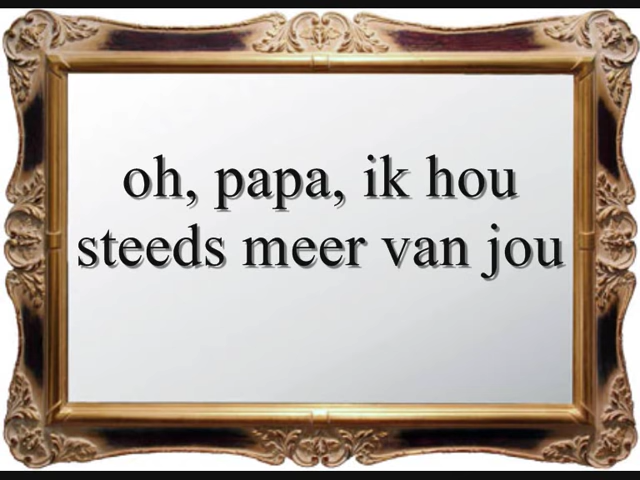 oh, papa, ik hou
steeds meer van jou